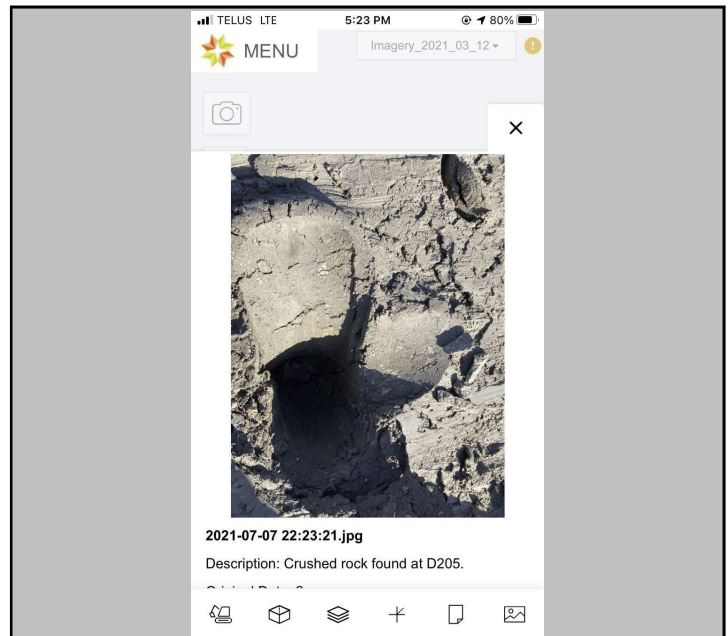 TELUS LTE 5:23 PM 80%
MENU Imagery_2021_03_12
2021-07-07 22:23:21.jpg
Description: Crushed rock found at D205.